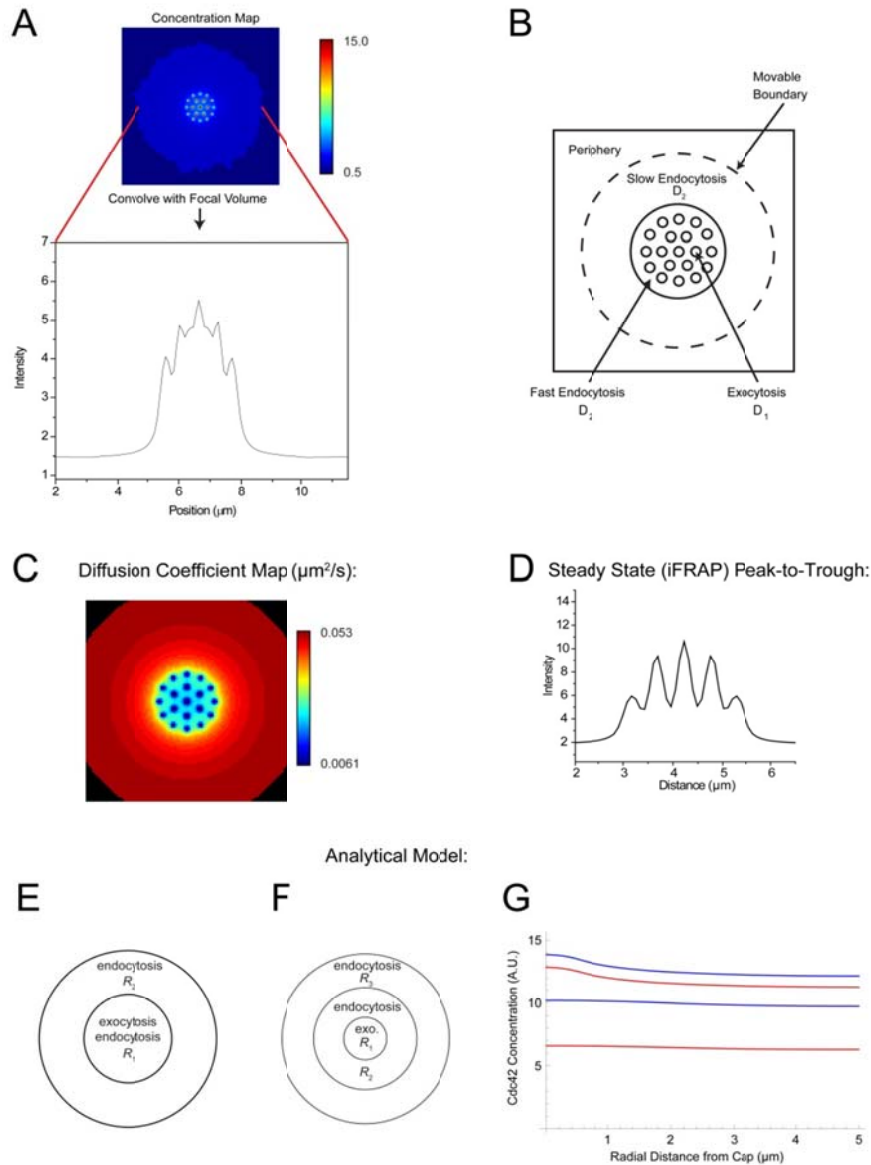 A
Concentration Map
15.0
0.5
Convolve with Focal Volume
7
6
5
4
3
2
1
Intensity
2
4
6
8
10
Position (µm)
B
Movable
Boundary
Periphery
Slow Endocytosis
D2
Fast Endocytosis
D2
Exocytosis
D1
C
Diffusion Coefficient Map (µm²/s):
0.053
0.0061
D
Steady State (iFRAP) Peak-to-Trough:
14
12
10
8
6
4
2
Intensity
2
3
4
5
6
Distance (µm)
Analytical Model:
E
endocytosis
R2
exocytosis
endocytosis
R1
F
endocytosis
R3
endocytosis
exo.
R1
R2
G
15
10
5
Cdc42 Concentration (A.U.)
1
2
3
4
5
Radial Distance from Cap (µm)